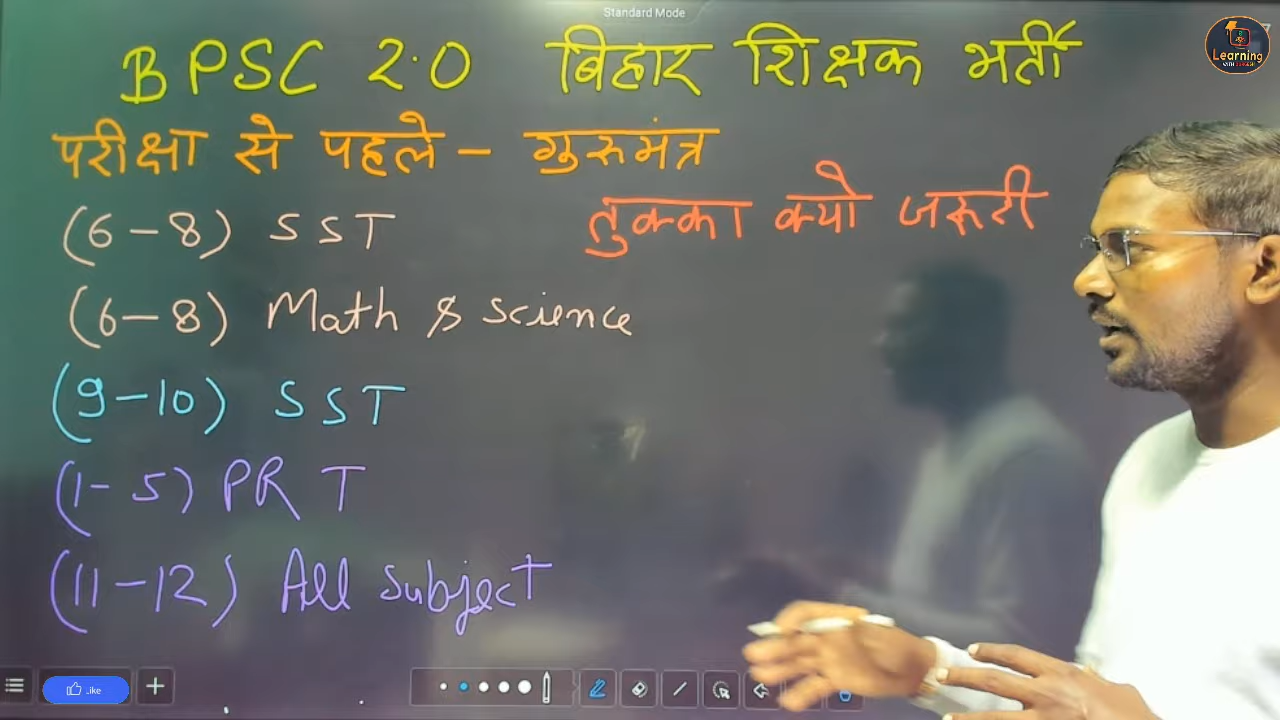 Standard Mode
BPSC 2.0 बिहार शिक्षक भर्ती
परीक्षा से पहले - गुरुमंत्र
तुक्का क्यो जरूरी
(6-8) SST
(6-8) Math & Science
(9-10) SST
(1-5) PRT
(11-12) All Subject
Learning
Like